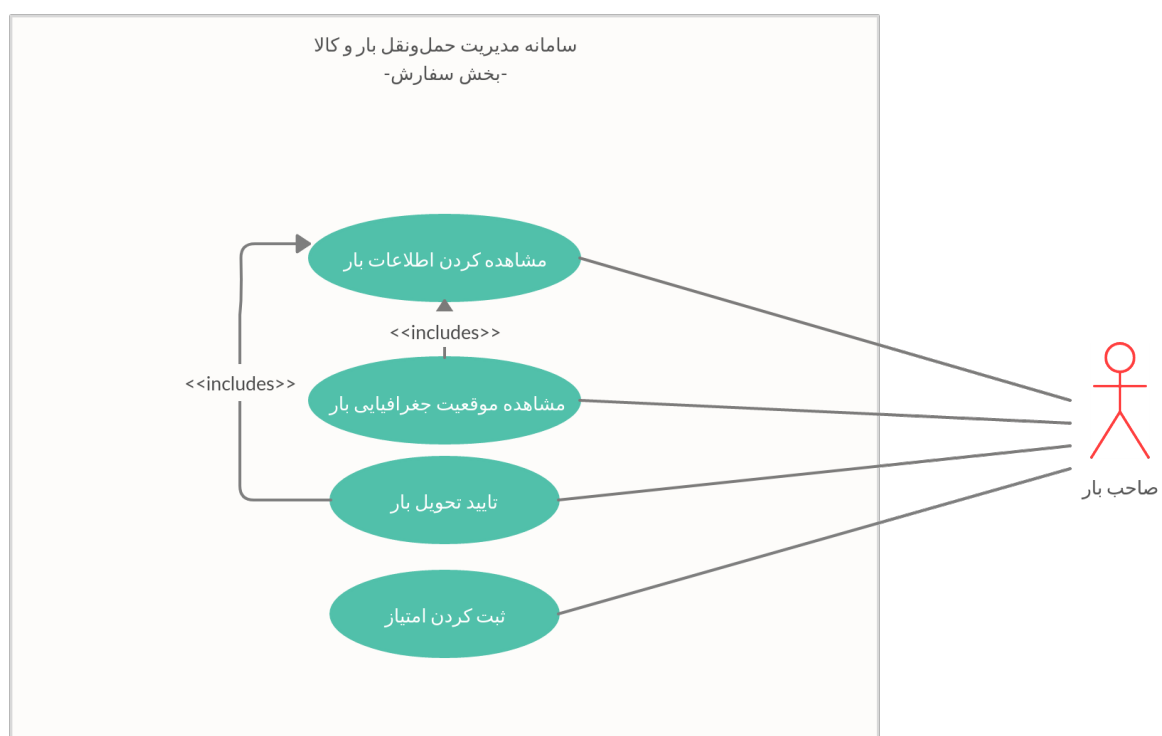 سامانه مدیریت حمل‌ونقل بار و کالا
-بخش سفارش-
مشاهده کردن اطلاعات بار
<<includes>>
مشاهده موقعیت جغرافیایی بار
<<includes>>
تایید تحویل بار
ثبت کردن امتیاز
صاحب بار